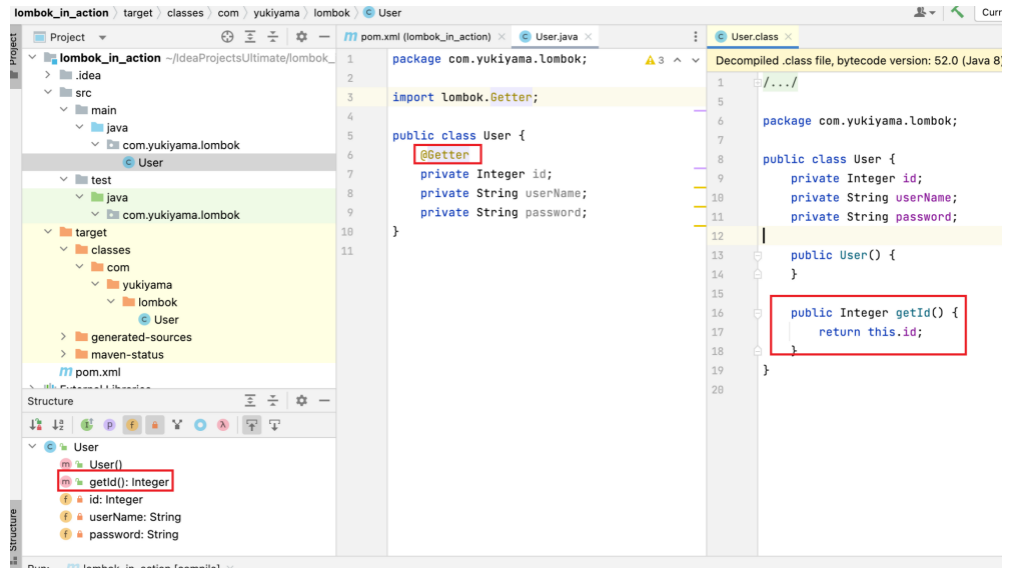 lombok_in_action > target > classes > com > yukiyama > lombok > User
Curr
Project
Project
pom.xml (lombok_in_action)
User.java
User.class
lombok_in_action ~/IdeaProjectsUltimate/lombok_
.idea
src
main
java
com.yukiyama.lombok
User
test
java
com.yukiyama.lombok
target
classes
com
yukiyama
lombok
User
generated-sources
maven-status
pom.xml
External Libraries
1 package com.yukiyama.lombok;
3
2
3 import lombok.Getter;
4
5 public class User {
6 @Getter
7 private Integer id;
8 private String userName;
9 private String password;
10 }
11
Decompiled .class file, bytecode version: 52.0 (Java 8)
1 /.../
5
6 package com.yukiyama.lombok;
7
8 public class User {
9 private Integer id;
10 private String userName;
11 private String password;
12
13 public User() {
14 }
15
16 public Integer getId() {
17 return this.id;
18 }
19 }
20
Structure
Structure
User
User()
getId(): Integer
id: Integer
userName: String
password: String
Run: lombok_in_action [compile]